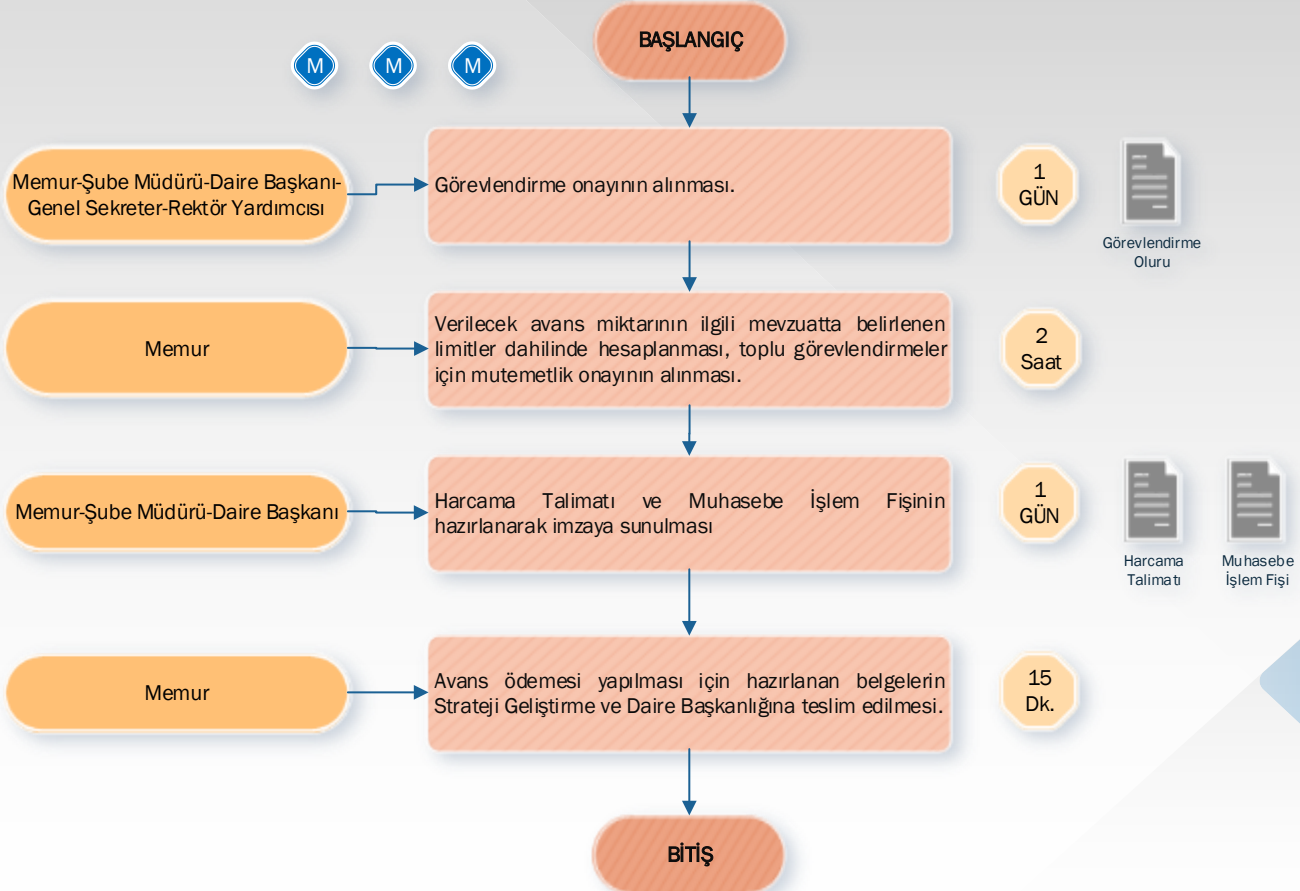 BAŞLANGIÇ
M M M
Memur-Şube Müdürü-Daire Başkanı-
Genel Sekreter-Rektör Yardımcısı
Görevlendirme onayının alınması.
1
GÜN
Görevlendirme
Oluru
Memur
Verilecek avans miktarının ilgili mevzuatta belirlenen
limitler dahilinde hesaplanması, toplu görevlendirmeler
için mutemetlik onayının alınması.
2
Saat
Memur-Şube Müdürü-Daire Başkanı
Harcama Talimatı ve Muhasebe İşlem Fişinin
hazırlanarak imzaya sunulması
1
GÜN
Harcama
Talimatı
Muhasebe
İşlem Fişi
Memur
Avans ödemesi yapılması için hazırlanan belgelerin
Strateji Geliştirme ve Daire Başkanlığına teslim edilmesi.
15
Dk.
BİTİŞ